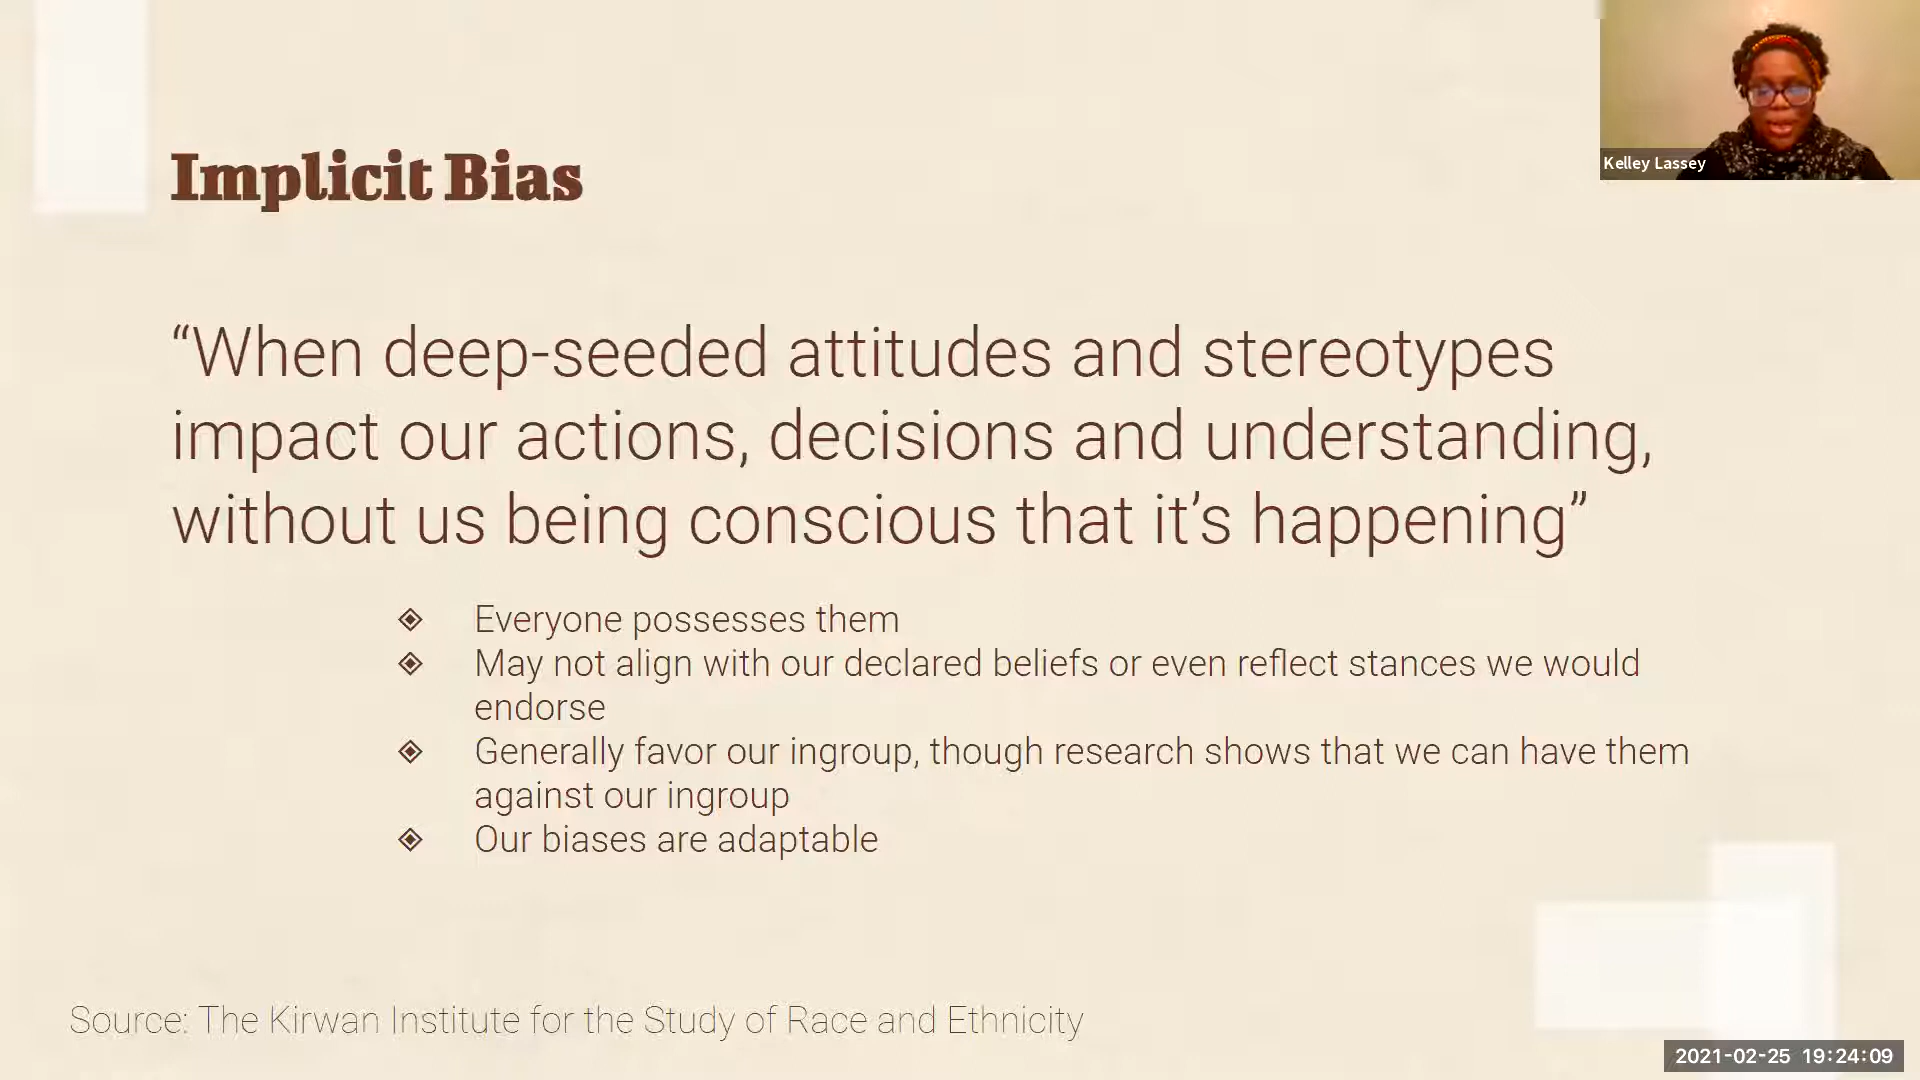 Kelley Lassey
Implicit Bias
“When deep-seeded attitudes and stereotypes
impact our actions, decisions and understanding,
without us being conscious that it’s happening”
Everyone possesses them
May not align with our declared beliefs or even reflect stances we would
endorse
Generally favor our ingroup, though research shows that we can have them
against our ingroup
Our biases are adaptable
Source: The Kirwan Institute for the Study of Race and Ethnicity
2021-02-25 19:24:09